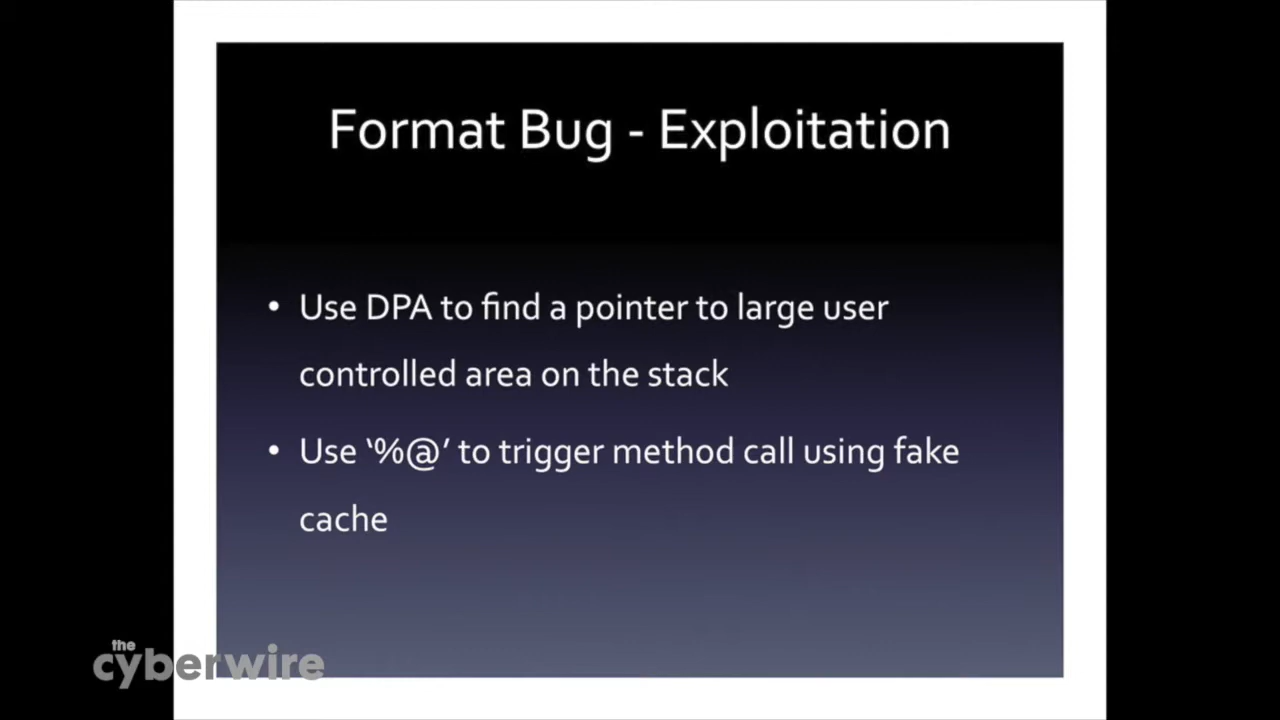 Format Bug - Exploitation
• Use DPA to find a pointer to large user
controlled area on the stack
• Use ‘%@’ to trigger method call using fake
cache
the
cyberwire